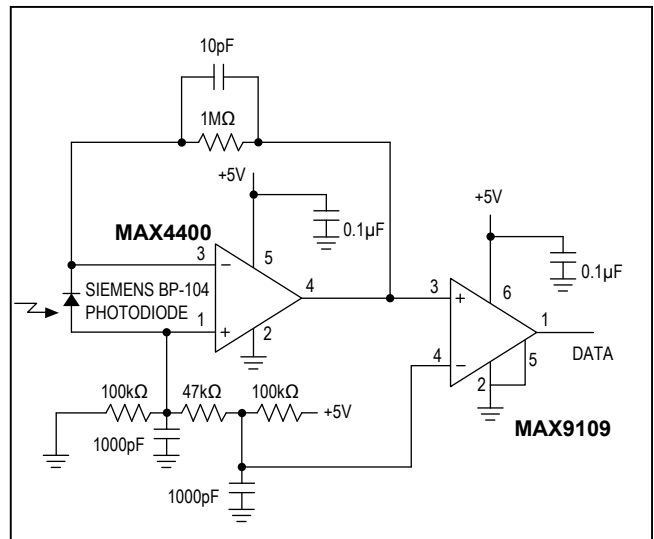 10pF
1MΩ
+5V
0.1µF
MAX4400
3
−
5
4
SIEMENS BP-104
PHOTODIODE
1
+
2
100kΩ
47kΩ
100kΩ
+5V
1000pF
1000pF
+5V
0.1µF
3
+
6
1
DATA
4
−
5
2
MAX9109